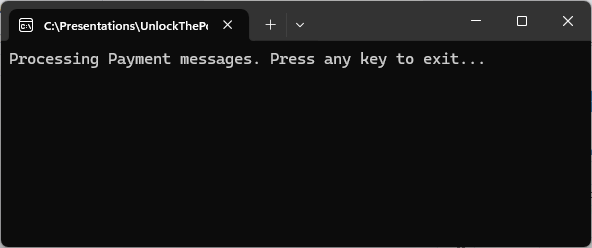 C:\Presentations\UnlockThePo
Processing Payment messages. Press any key to exit...